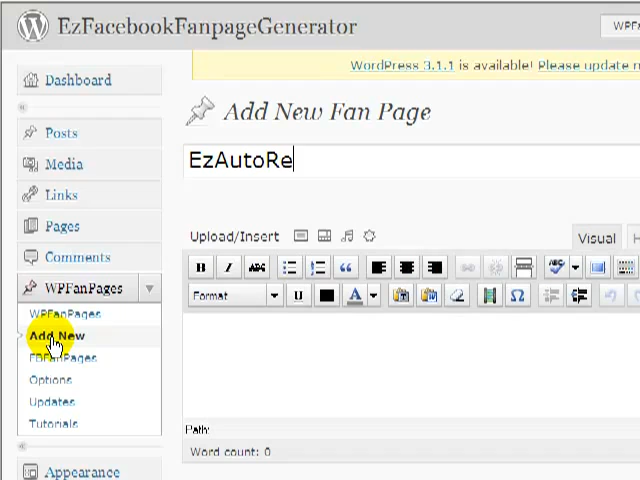 EzFacebookFanpageGenerator
WPFa
WordPress 3.1.1 is available! Please update n
Dashboard
Add New Fan Page
Posts
EzAutoRe
Media
Links
Pages
Upload/Insert
Visual
Comments
WPFanPages
Format
WPFanPages
Add New
FBFanPages
Options
Updates
Tutorials
Path:
Word count: 0
Appearance